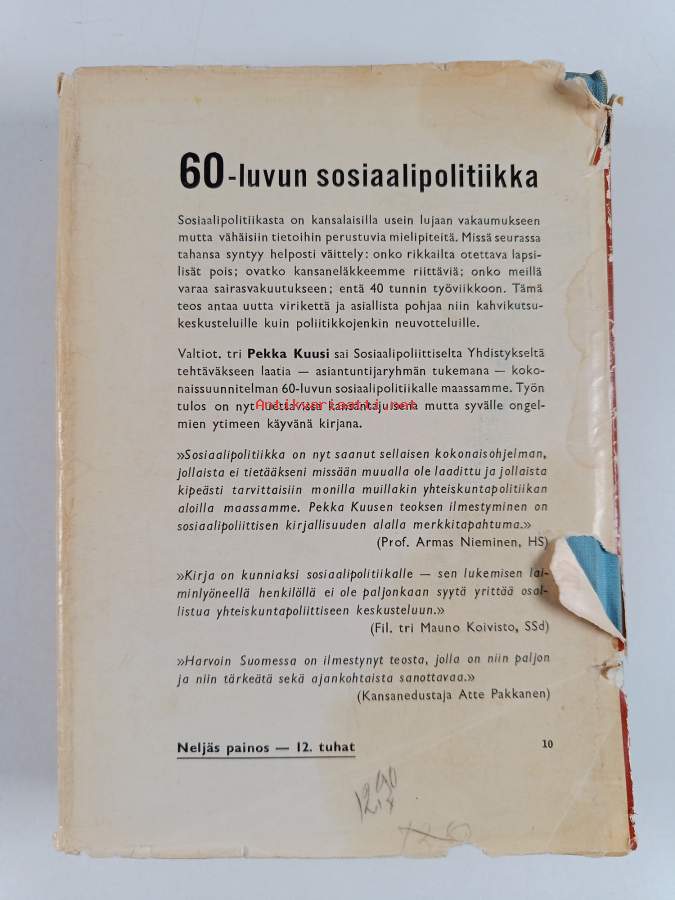 60-luvun sosiaalipolitiikka
Sosiaalipolitiikasta on kansalaisilla usein lujaan vakaumukseen
mutta vähäisiin tietoihin perustuvia mielipiteitä. Missä seurassa
tahansa syntyy helposti väittely: onko rikkailta otettava lapsi-
lisät pois; ovatko kansaneläkkeemme riittäviä; onko meillä
varaa sairasvakuutukseen; entä 40 tunnin työviikkoon. Tämä
teos antaa uutta virikettä ja asiallista pohjaa niin kahvikutsu-
keskusteluille kuin poliitikkojenkin neuvotteluille.
Valtiot. tri Pekka Kuusi sai Sosiaalipoliittiselta Yhdistykseltä
tehtäväkseen laatia — asiantuntijaryhmän tukemana — koko-
naissuunnitelman 60-luvun sosiaalipolitiikalle maassamme. Työn
tulos on nyt luettavissa kansantajuisena mutta syvälle ongel-
mien ytimeen käyvänä kirjana.
»Sosiaalipolitiikka on nyt saanut sellaisen kokonaisohjelman,
jollaista ei tietääkseni missään muualla ole laadittu ja jollaista
kipeästi tarvittaisiin monilla muillakin yhteiskuntapolitiikan
aloilla maassamme. Pekka Kuusen teoksen ilmestyminen on
sosiaalipoliittisen kirjallisuuden alalla merkkitapahtuma.»
(Prof. Armas Nieminen, HS)
»Kirja on kunniaksi sosiaalipolitiikalle — sen lukemisen lai-
minlyöneellä henkilöllä ei ole paljonkaan syytä yrittää osal-
listua yhteiskuntapoliittiseen keskusteluun.»
(Fil. tri Mauno Koivisto, SSd)
»Harvoin Suomessa on ilmestynyt teosta, jolla on niin paljon
ja niin tärkeätä sekä ajankohtaista sanottavaa.»
(Kansanedustaja Atte Pakkanen)
Neljäs painos — 12. tuhat 10